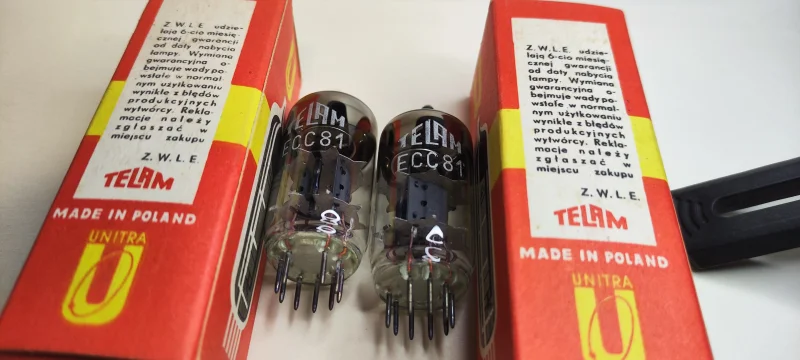 Z.W.L.E. udzie-
lają 6-cio miesię-
cznej gwarancji
od daty nabycia
lampy. Wymiana
gwarancyjna o-
bejmuje wady po-
wstałe w normal-
nym użytkowaniu
wynikłe z błędów
produkcyjnych
wytwórcy. Rekla-
macje należy
zgłaszać w
miejscu zakupu
Z.W.L.E.
TELAM
MADE IN POLAND
UNITRA
TELAM
ECC81
TELAM
ECC81
Z.W.L.E. udzie-
lają 6-cio miesię-
cznej gwarancji
od daty nabycia
lampy. Wymiana
gwarancyjna o-
bejmuje wady po-
wstałe w normal-
nym użytkowaniu
wynikłe z błędów
produkcyjnych
wytwórcy. Rekla-
macje należy
zgłaszać w
miejscu zakupu
Z.W.L.E.
TELAM
MADE IN POLAND
UNITRA